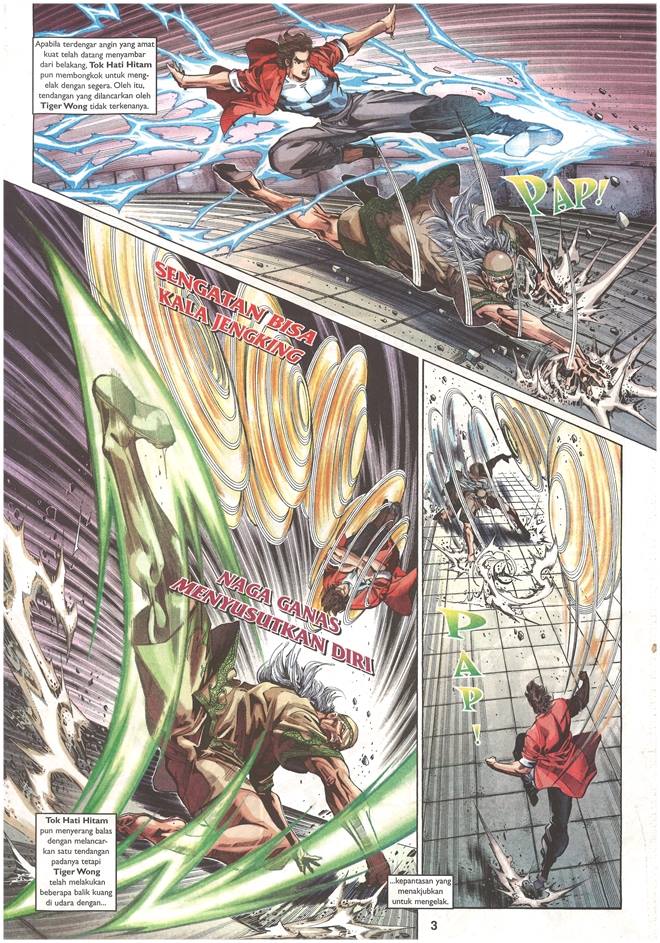 Apabila terdengar angin yang amat
kuat telah datang menyambar
dari belakang, Tok Hati Hitam
pun membongkok untuk meng-
elak dengan segera. Oleh itu,
tendangan yang dilancarkan oleh
Tiger Wong tidak terkenanya.
PAP!
SENGATAN BISA
KALA JENGKING
NAGA GANAS
MENYUSUTKAN DIRI
Tok Hati Hitam
pun menyerang balas
dengan melancar-
kan satu tendangan
padanya tetapi
Tiger Wong
telah melakukan
beberapa balik kuang
di udara dengan...
PAP!
...kepantasan yang
menakjubkan
untuk mengelak.
3